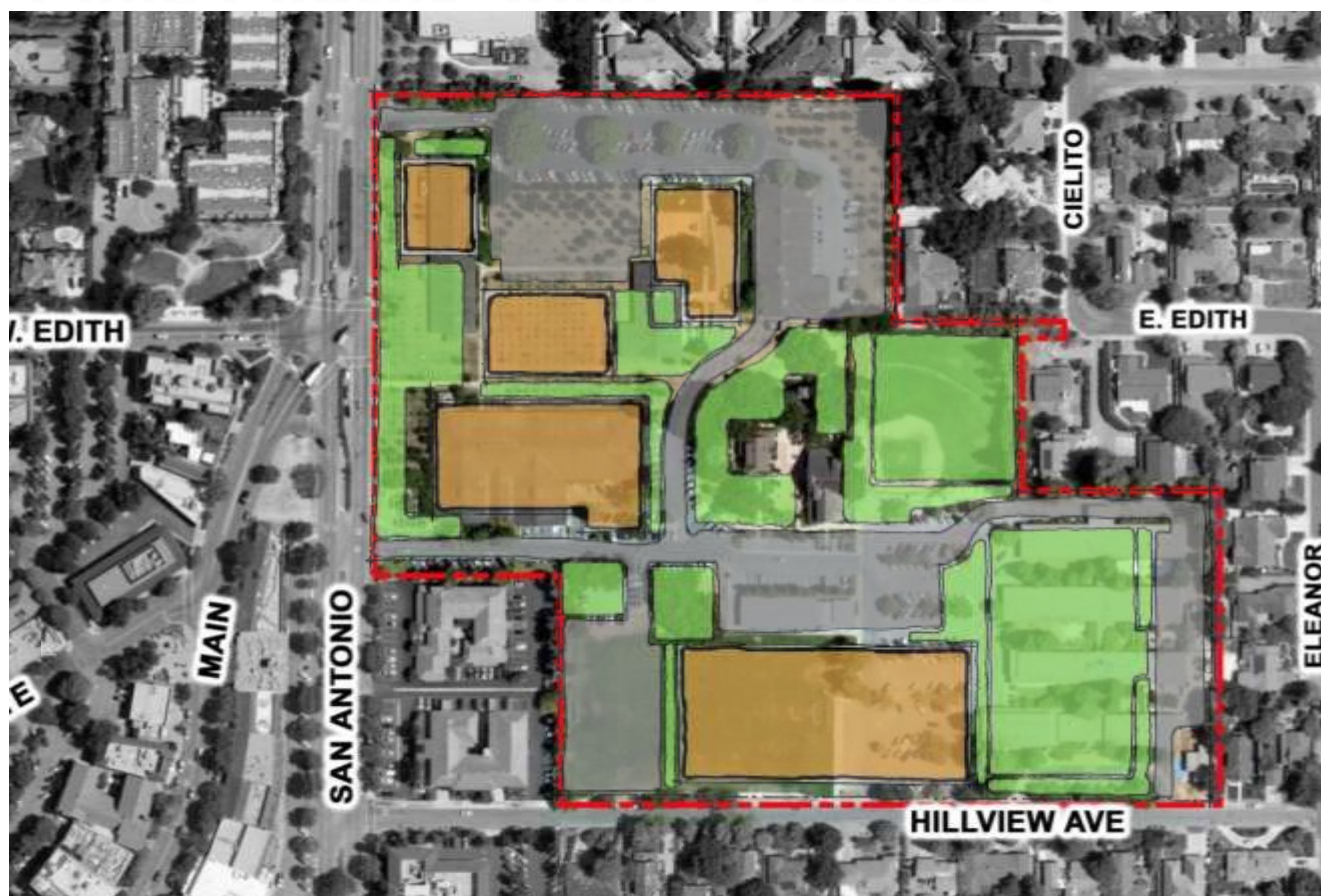 CIELITO
E. EDITH
. EDITH
ELEANOR
MAIN
SAN ANTONIO
E
HILLVIEW AVE